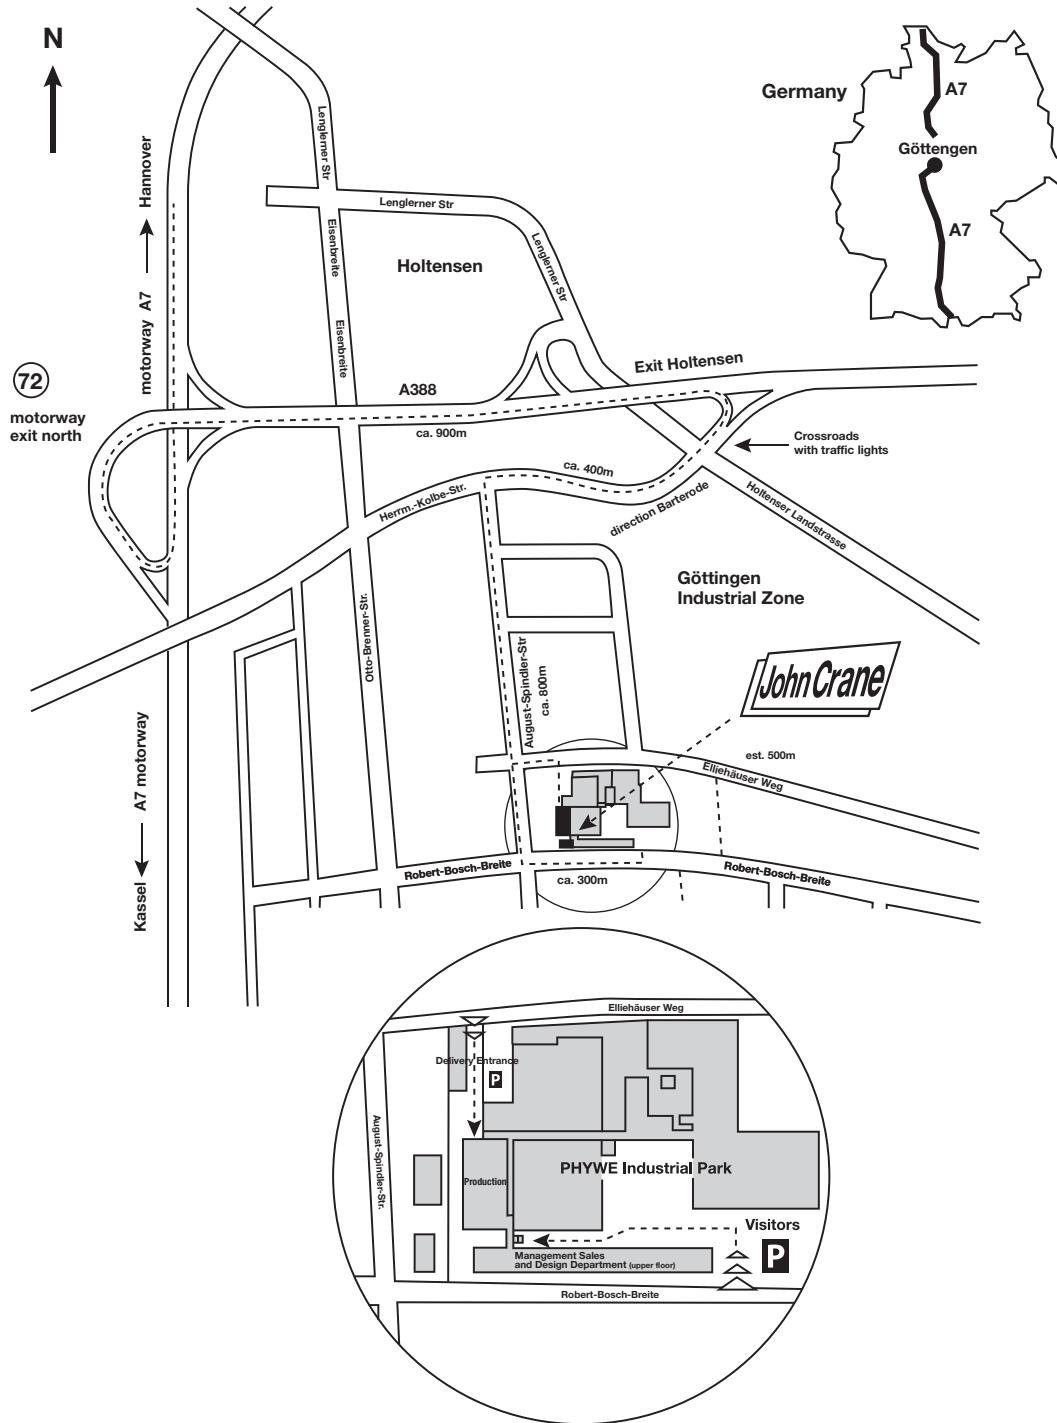 N
Germany
A7
Göttengen
A7
Hannover
motorway A7
Lenglerner Str
Lenglerner Str
Lenglerner Str
Eisenbreite
Eisenbreite
Holtensen
72
motorway
exit north
A388
ca. 900m
Exit Holtensen
Crossroads
with traffic lights
ca. 400m
Herrm.-Kolbe-Str.
direction Barterode
Holtenser Landstrasse
Göttingen
Industrial Zone
Otto-Brenner-Str.
August-Spindler-Str
ca. 800m
John Crane
A7 motorway
Kassel
est. 500m
Elliehäuser Weg
Robert-Bosch-Breite
Robert-Bosch-Breite
ca. 300m
Elliehäuser Weg
Delivery Entrance
P
August-Spindler-Str.
Production
PHYWE Industrial Park
Visitors
P
Management Sales
and Design Department (upper floor)
Robert-Bosch-Breite